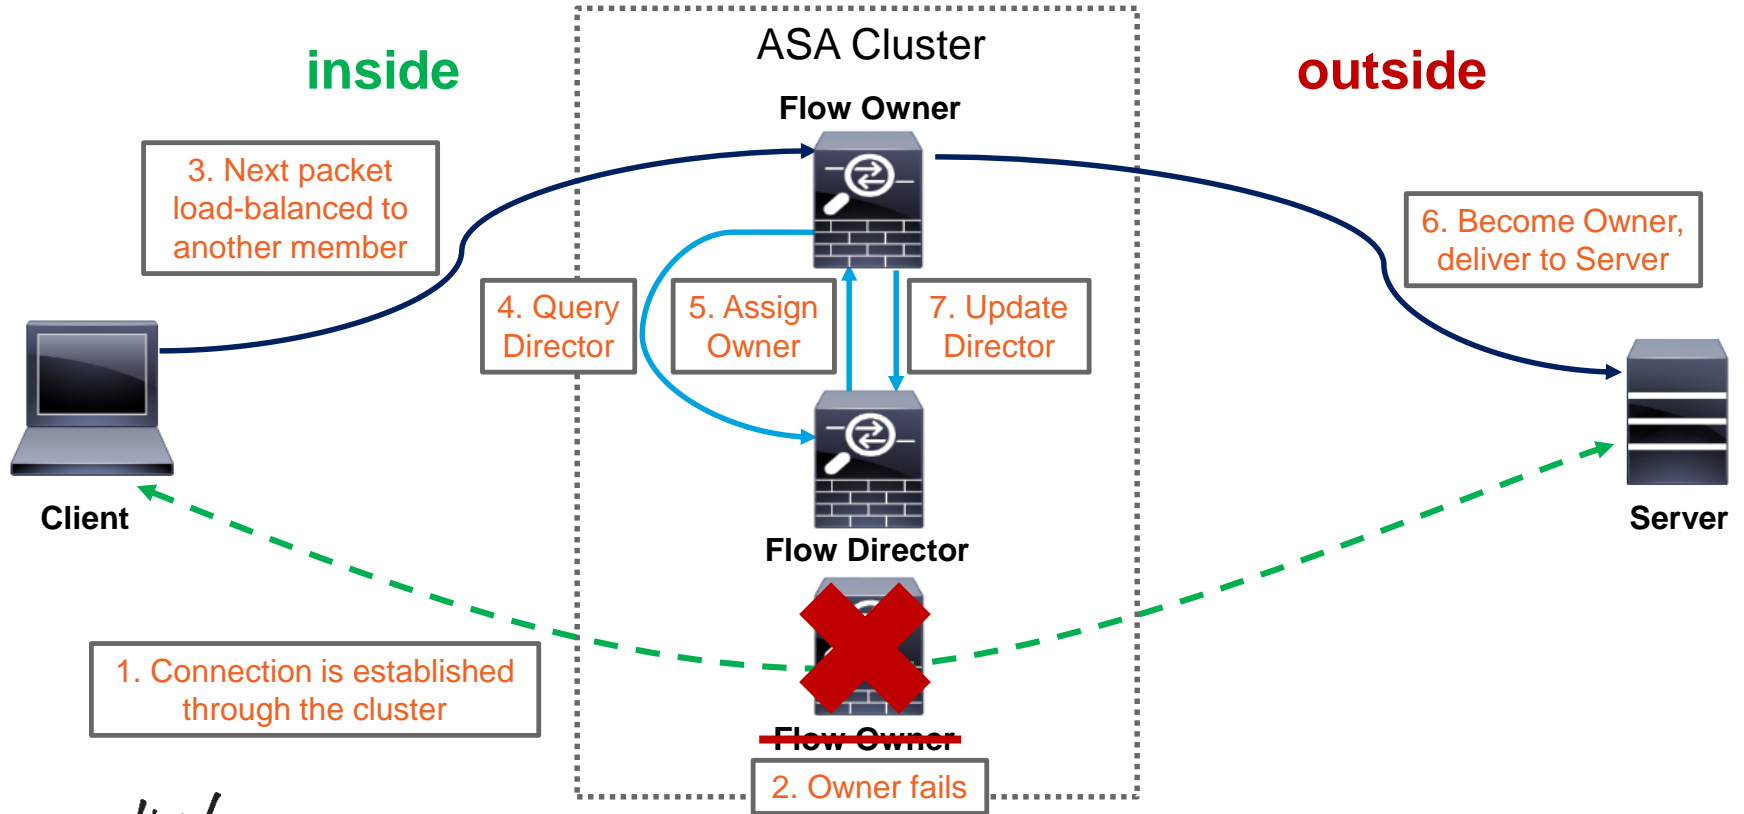 ASA Cluster
inside
outside
Flow Owner
3. Next packet
load-balanced to
another member
6. Become Owner,
deliver to Server
4. Query
Director
5. Assign
Owner
7. Update
Director
Client
Server
Flow Director
1. Connection is established
through the cluster
Flow Owner
2. Owner fails